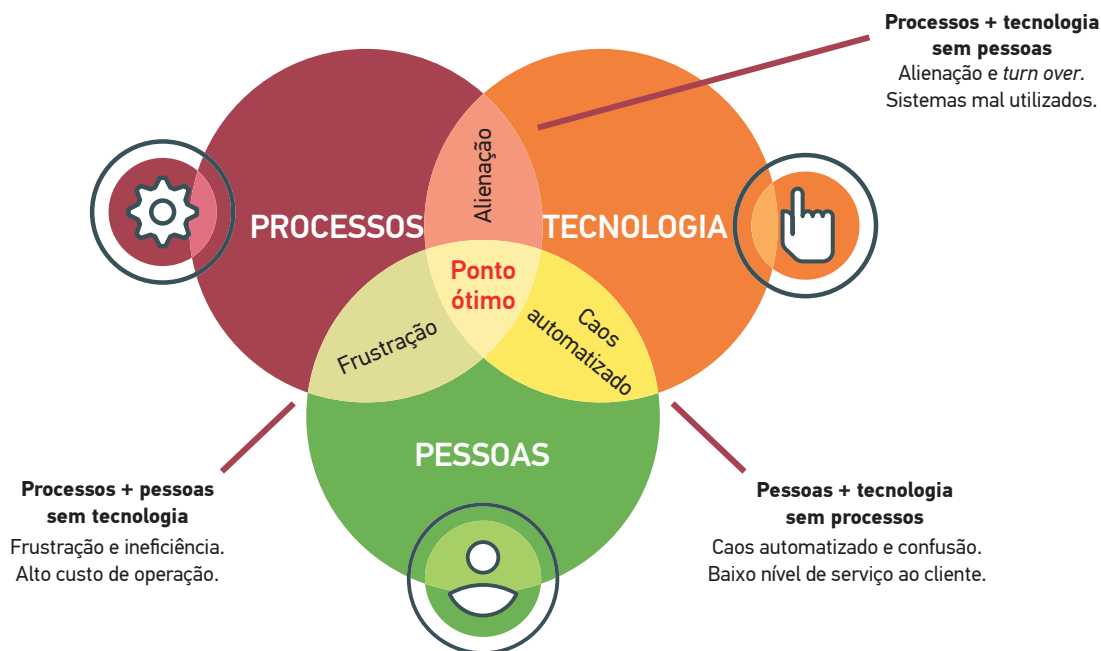 Processos + tecnologia
sem pessoas
Alienação e turn over.
Sistemas mal utilizados.
Alienação
PROCESSOS
TECNOLOGIA
Ponto
ótimo
Frustração
Caos
automatizado
PESSOAS
Processos + pessoas
sem tecnologia
Frustração e ineficiência.
Alto custo de operação.
Pessoas + tecnologia
sem processos
Caos automatizado e confusão.
Baixo nível de serviço ao cliente.